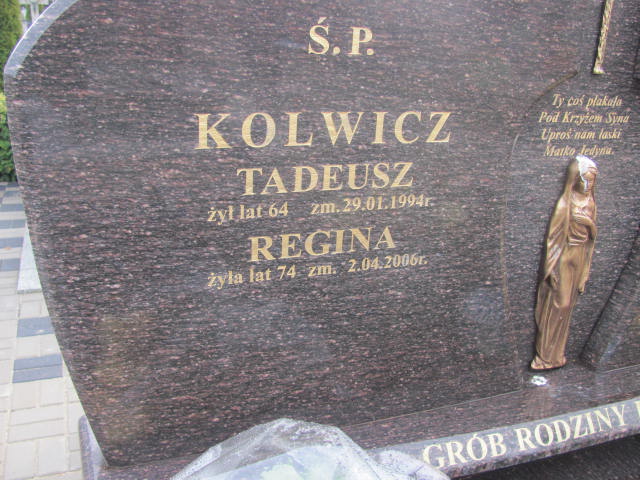 Ś. P.
KOLWICZ
TADEUSZ
żył lat 64 zm. 29.01.1994r.
REGINA
żyła lat 74 zm. 2.04.2006r.
Ty coś płakała
Pod Krzyżem Syna
Uproś nam łaski
Matko Jedyna.
GRÓB RODZINY